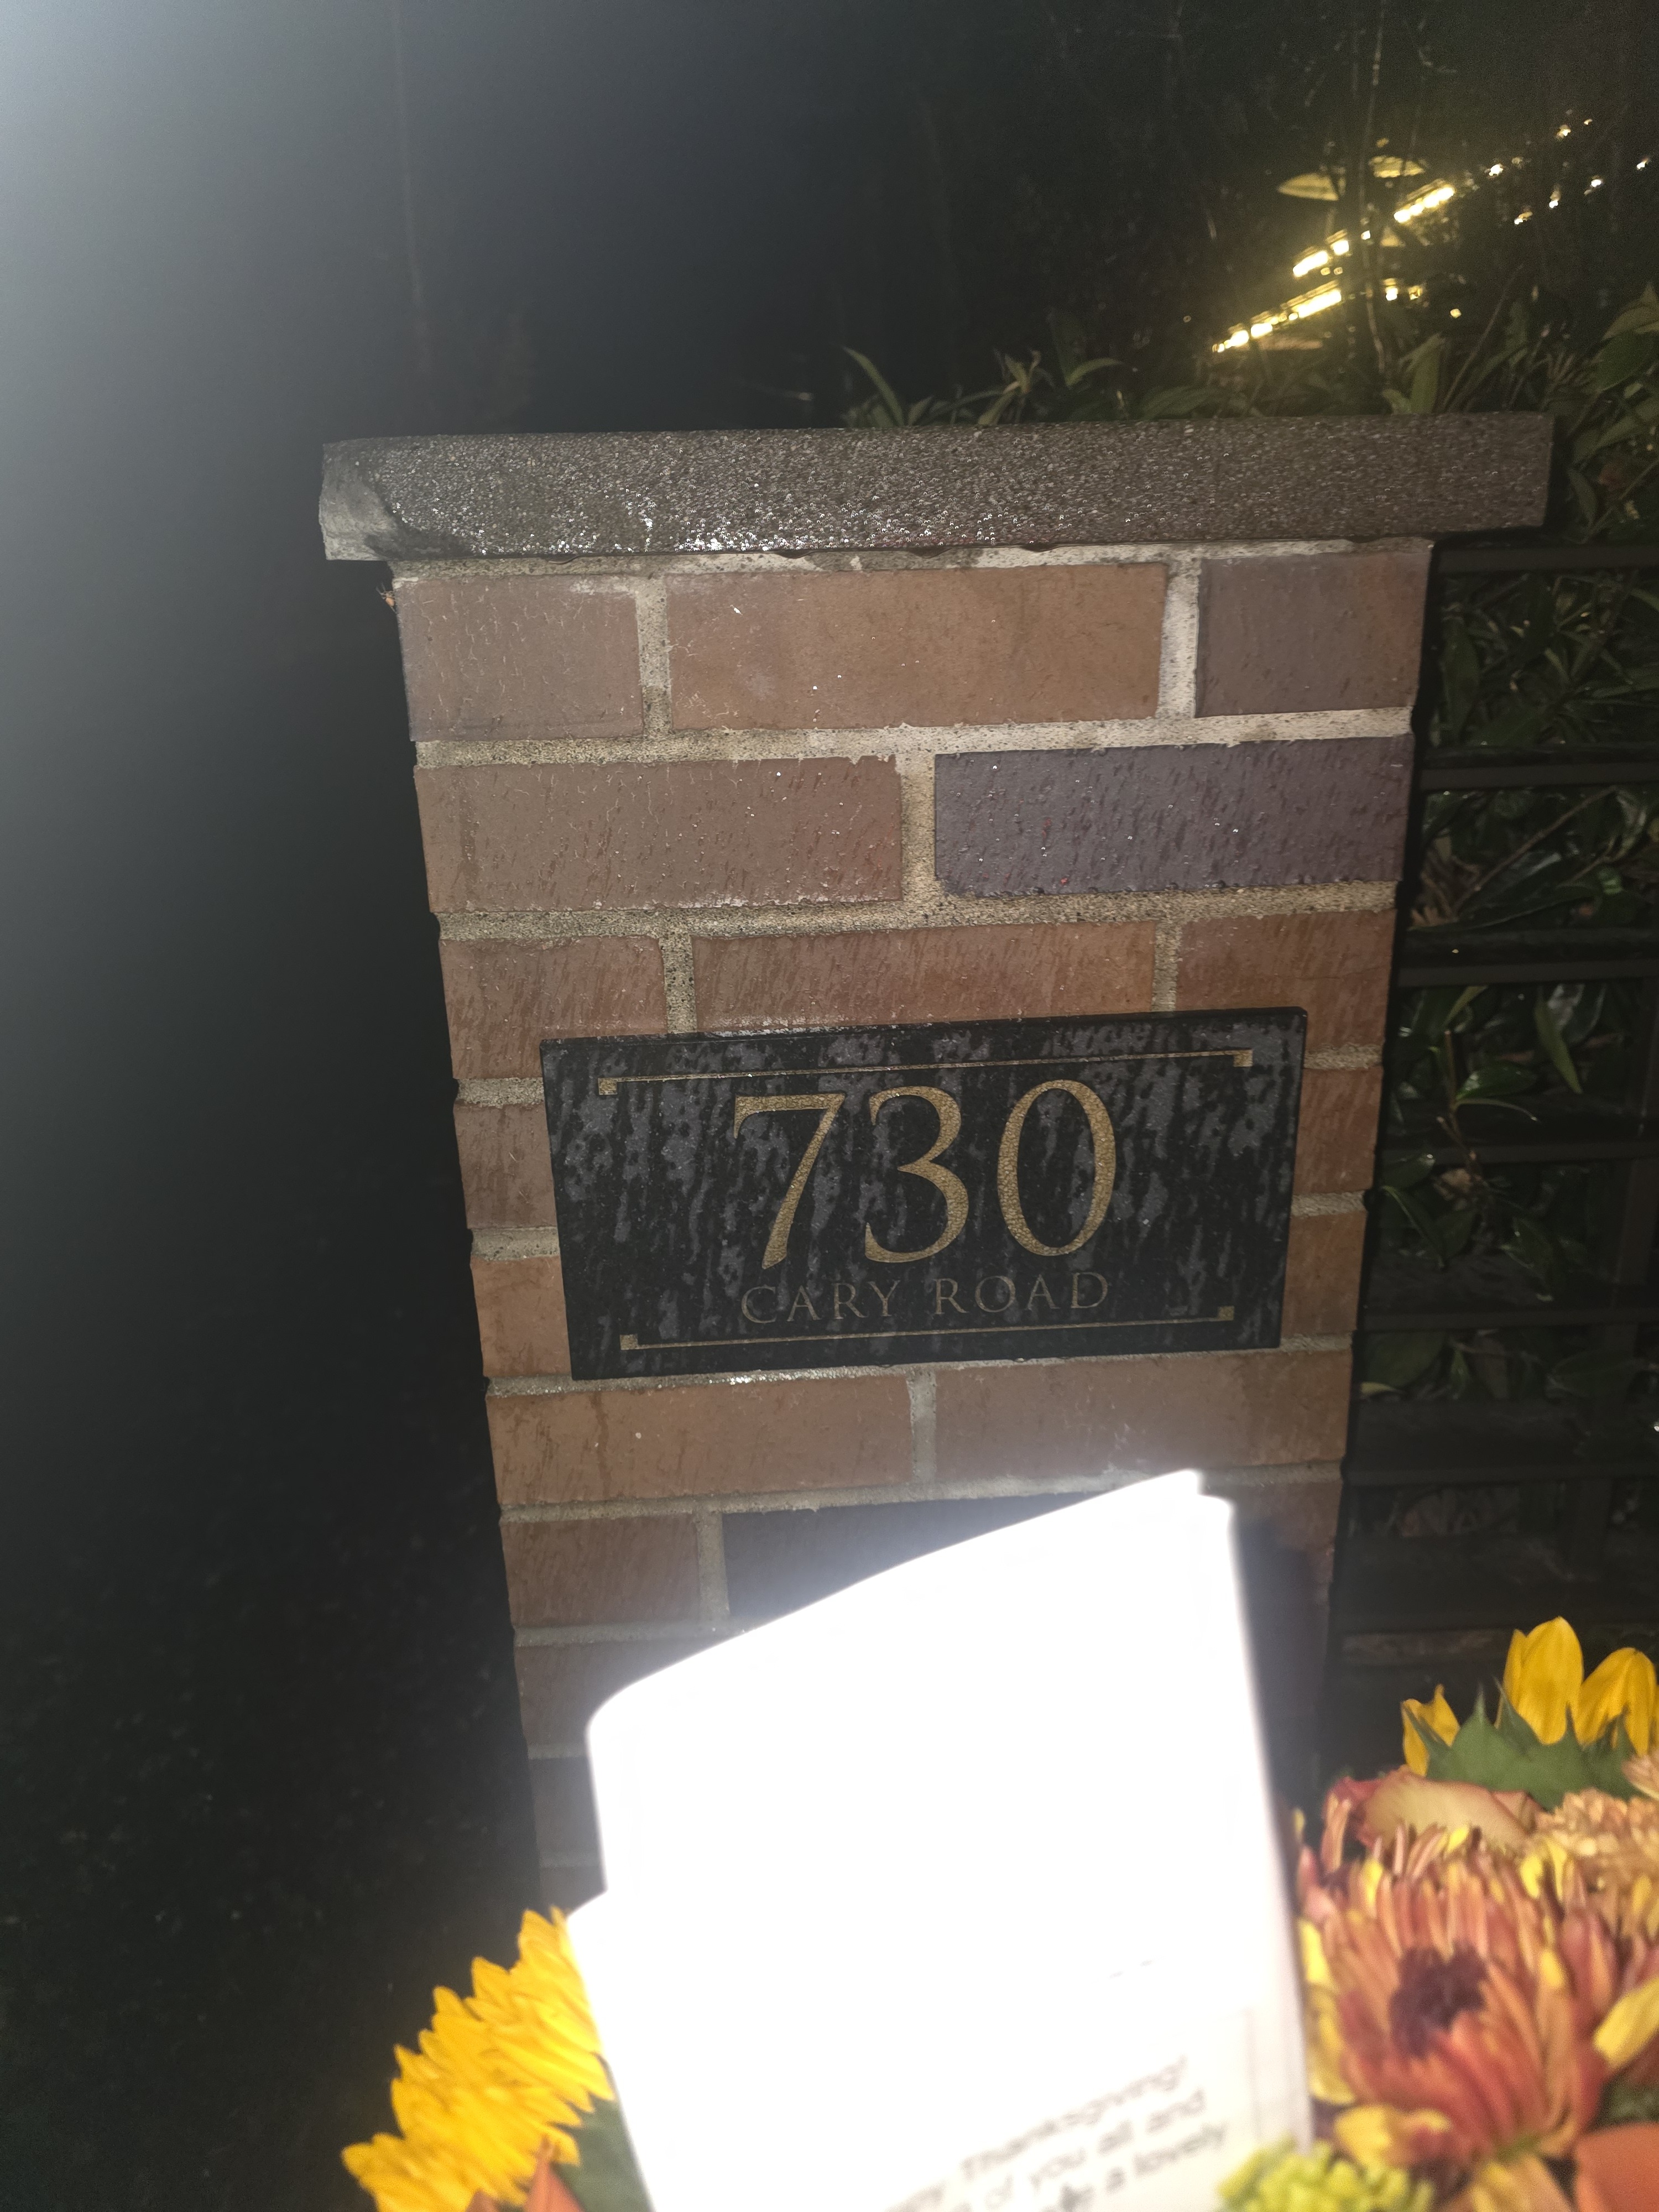 730
CARY ROAD
Thanksgiving!
of you all and
a lovely